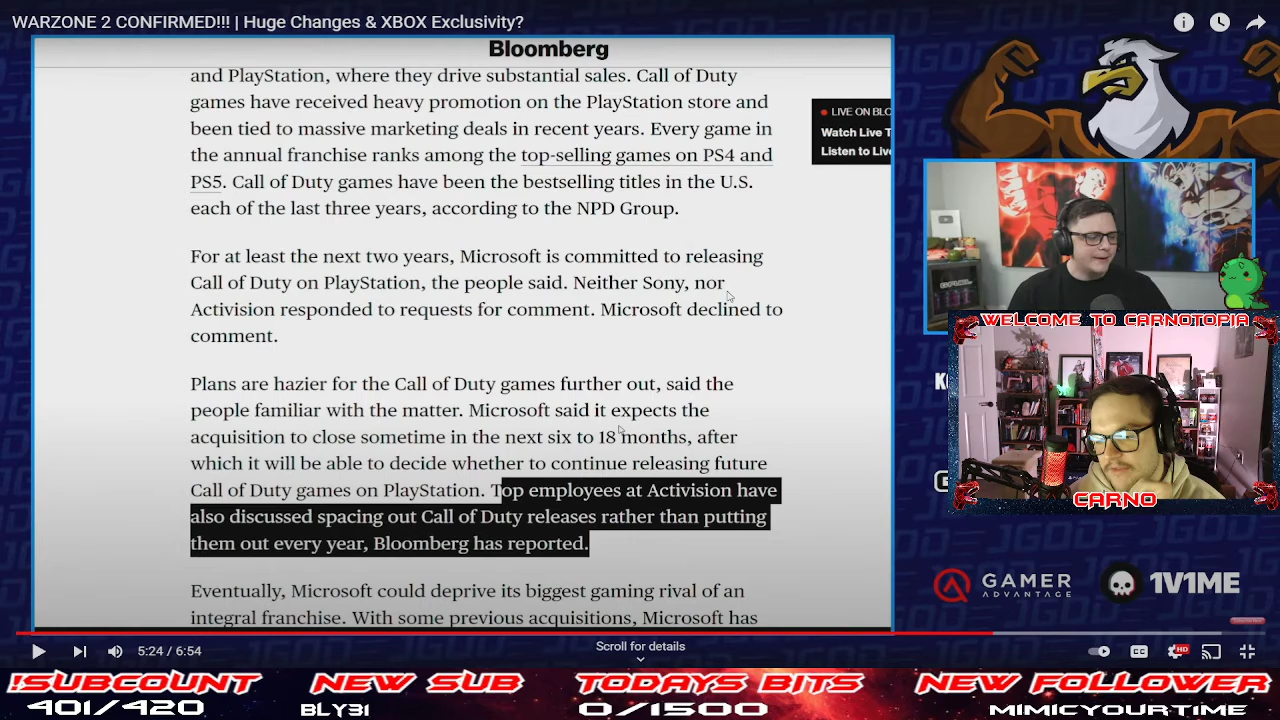 WARZONE 2 CONFIRMED!!! | Huge Changes & XBOX Exclusivity?
Bloomberg
and PlayStation, where they drive substantial sales. Call of Duty
games have received heavy promotion on the PlayStation store and
been tied to massive marketing deals in recent years. Every game in
the annual franchise ranks among the top-selling games on PS4 and
PS5. Call of Duty games have been the bestselling titles in the U.S.
each of the last three years, according to the NPD Group.
LIVE ON BLO
Watch Live T
Listen to Live
For at least the next two years, Microsoft is committed to releasing
Call of Duty on PlayStation, the people said. Neither Sony, nor
Activision responded to requests for comment. Microsoft declined to
comment.
Plans are hazier for the Call of Duty games further out, said the
people familiar with the matter. Microsoft said it expects the
acquisition to close sometime in the next six to 18 months, after
which it will be able to decide whether to continue releasing future
Call of Duty games on PlayStation. Top employees at Activision have
also discussed spacing out Call of Duty releases rather than putting
them out every year, Bloomberg has reported.
Eventually, Microsoft could deprive its biggest gaming rival of an
integral franchise. With some previous acquisitions, Microsoft has
WELCOME TO CARNOTOPIA
CARNO
GAMER
ADVANTAGE
1V1ME
5:24 / 6:54
Scroll for details
CC
HD
!SUBCOUNT
401/420
NEW SUB
BLY31
TODAYS BITS
0/1500
NEW FOLLOWER
MIMICYOURTIME